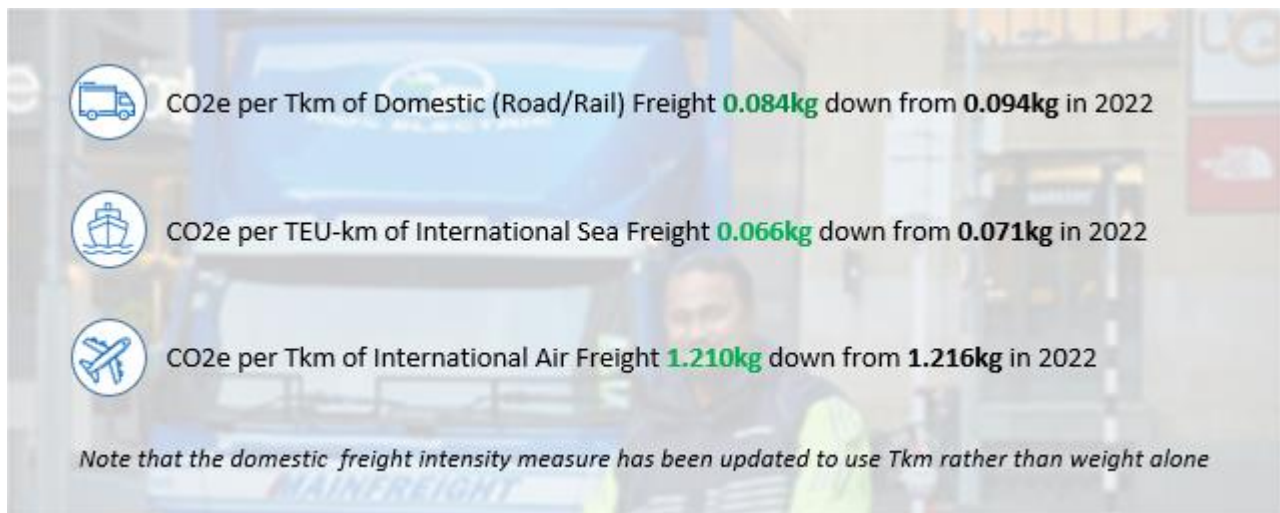 CO2e per Tkm of Domestic (Road/Rail) Freight 0.084kg down from 0.094kg in 2022
CO2e per TEU-km of International Sea Freight 0.066kg down from 0.071kg in 2022
CO2e per Tkm of International Air Freight 1.210kg down from 1.216kg in 2022
Note that the domestic freight intensity measure has been updated to use Tkm rather than weight alone
MAINFREIGHT